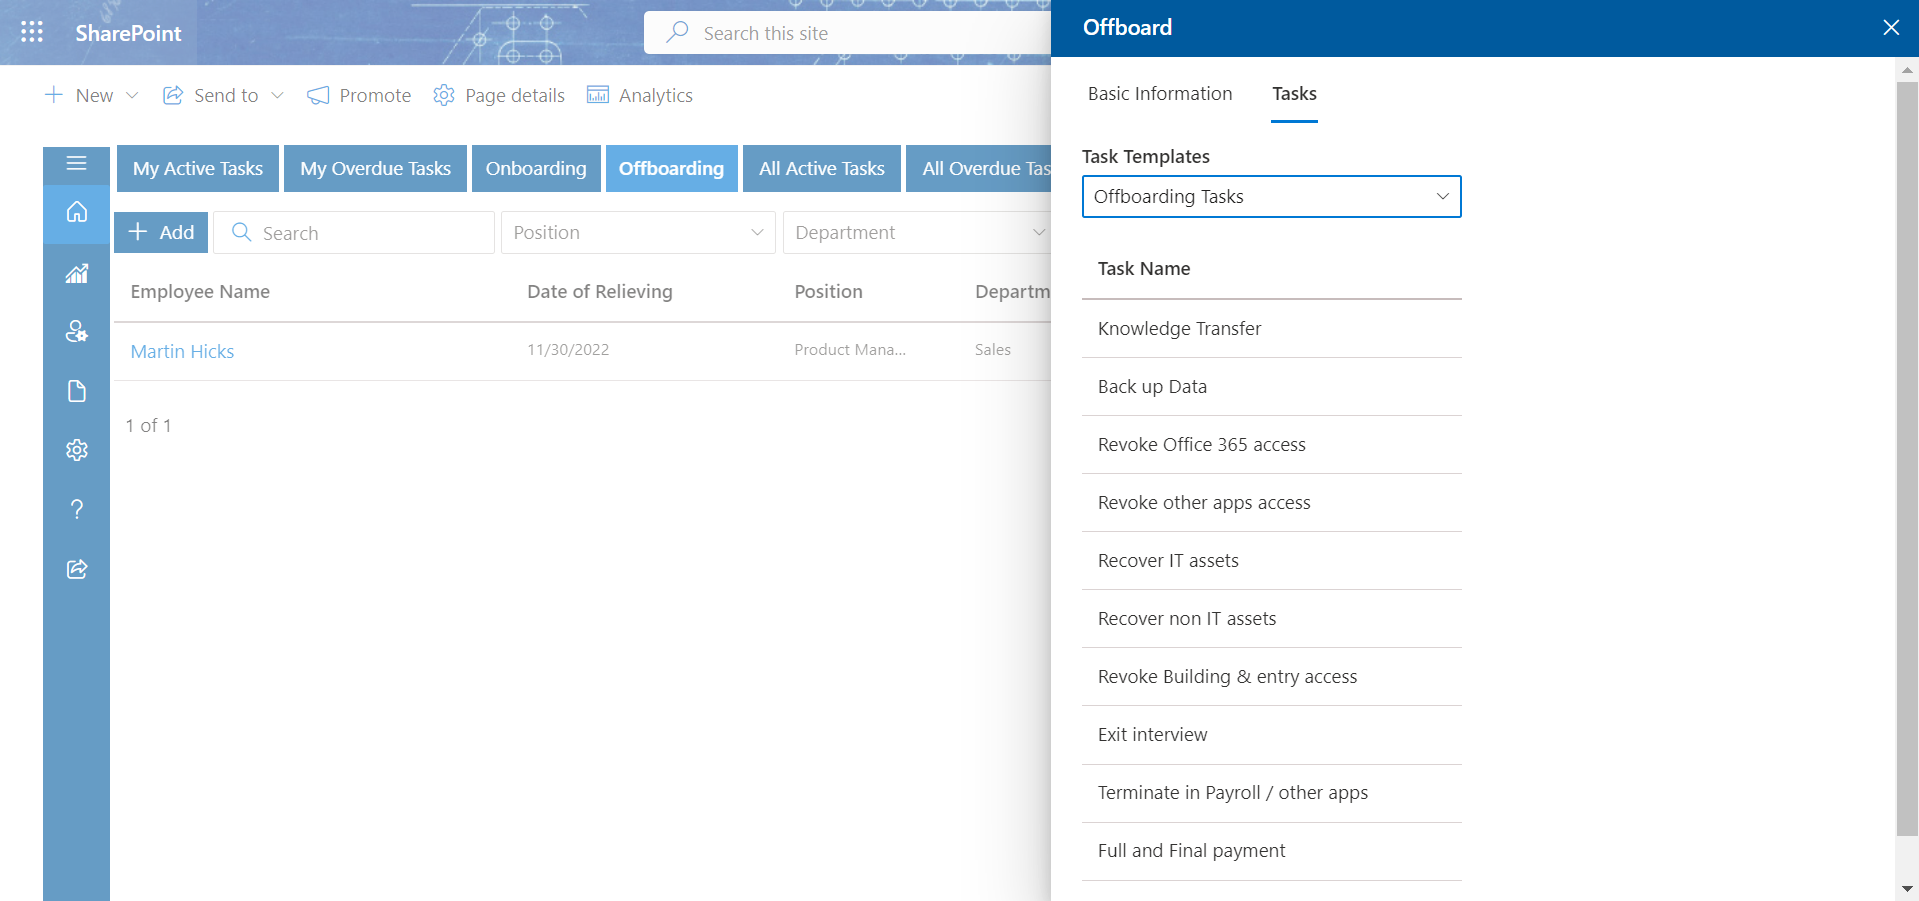 SharePoint
Search this site
New
Send to
Promote
Page details
Analytics
My Active Tasks
My Overdue Tasks
Onboarding
Offboarding
All Active Tasks
All Overdue Tas
Add
Search
Position
Department
Employee Name
Date of Relieving
Position
Departm
Martin Hicks
11/30/2022
Product Mana...
Sales
1 of 1
Offboard
Basic Information
Tasks
Task Templates
Offboarding Tasks
Task Name
Knowledge Transfer
Back up Data
Revoke Office 365 access
Revoke other apps access
Recover IT assets
Recover non IT assets
Revoke Building & entry access
Exit interview
Terminate in Payroll / other apps
Full and Final payment